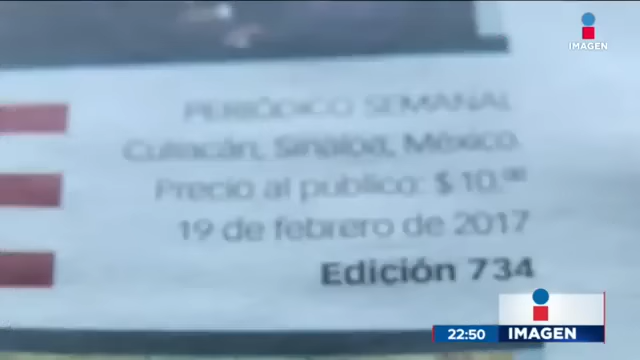 IMAGEN
PERIÓDICO SEMANAL
Culiacán, Sinaloa, México.
Precio al público: $10.00
19 de febrero de 2017
Edición 734
22:50 IMAGEN